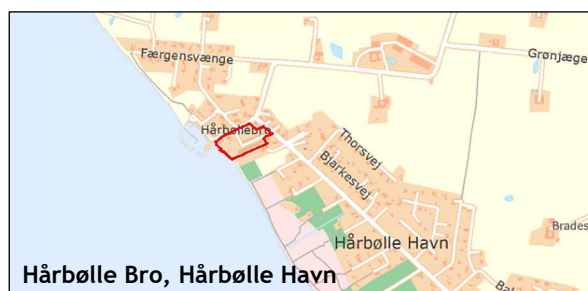 Færgensvænge
Grønjæge
Hårbøllebro
Thorsvej
Bjarkesvej
Hårbølle Havn
Brades
Hårbølle Bro, Hårbølle Havn